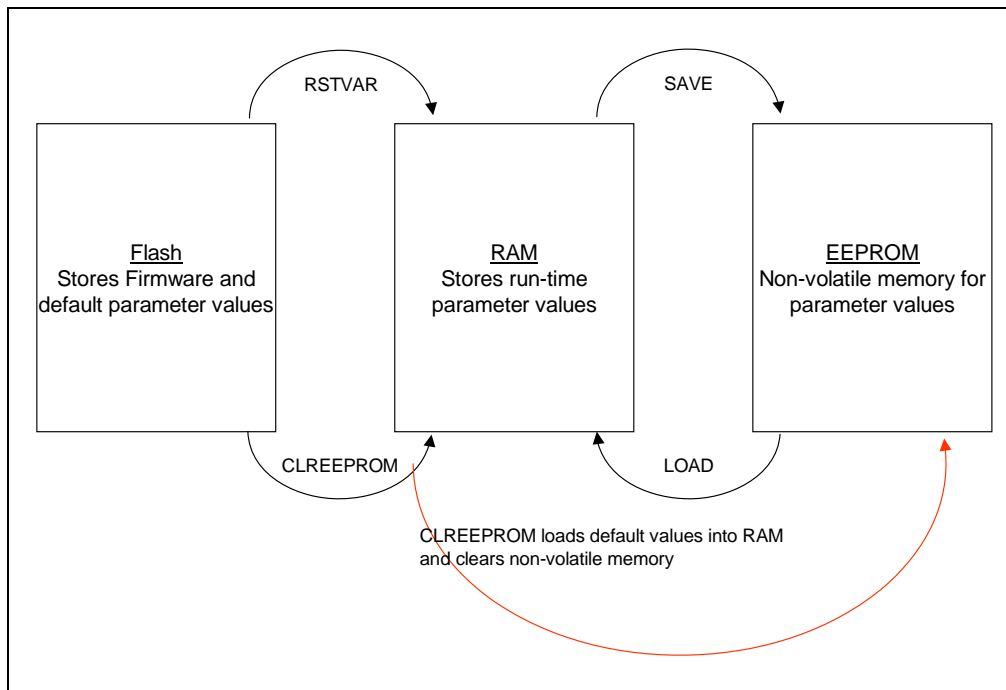 RSTVAR
SAVE
Flash
Stores Firmware and
default parameter values
RAM
Stores run-time
parameter values
EEPROM
Non-volatile memory for
parameter values
CLREEPROM
LOAD
CLREEPROM loads default values into RAM
and clears non-volatile memory